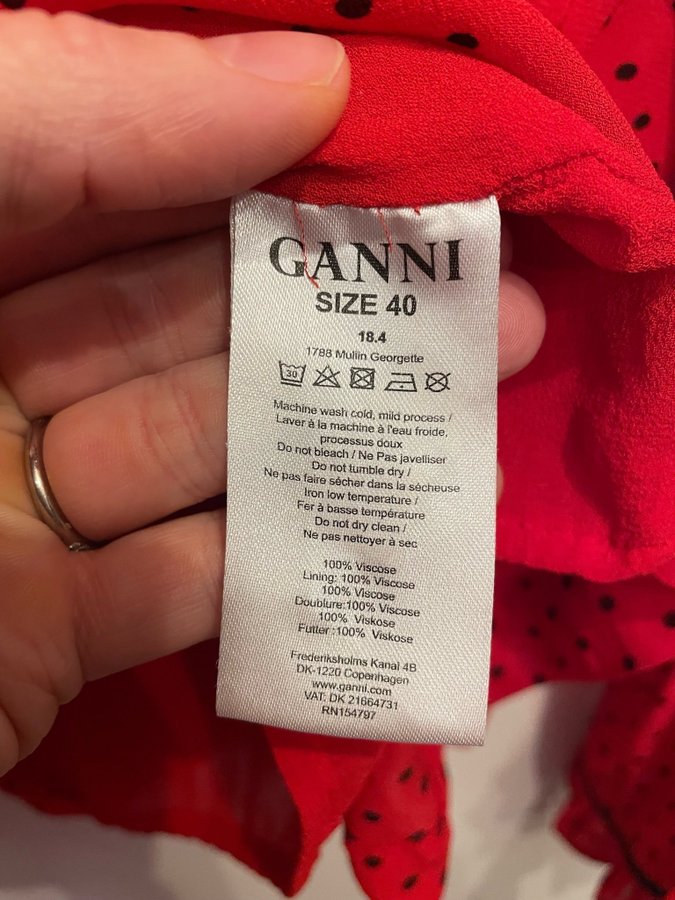 GANNI
SIZE 40
18.4
1788 Mullin Georgette
30
Machine wash cold, mild process /
Laver à la machine à l'eau froide,
processus doux
Do not bleach / Ne Pas javelliser
Do not tumble dry /
Ne pas faire sécher dans la sécheuse
Iron low temperature /
Fer à basse température
Do not dry clean /
Ne pas nettoyer à sec
100% Viscose
Lining: 100% Viscose
100% Viscose
Doublure:100% Viscose
100% Viskose
Futter :100% Viskose
Frederiksholms Kanal 4B
DK-1220 Copenhagen
www.ganni.com
VAT: DK 21664731
RN154797